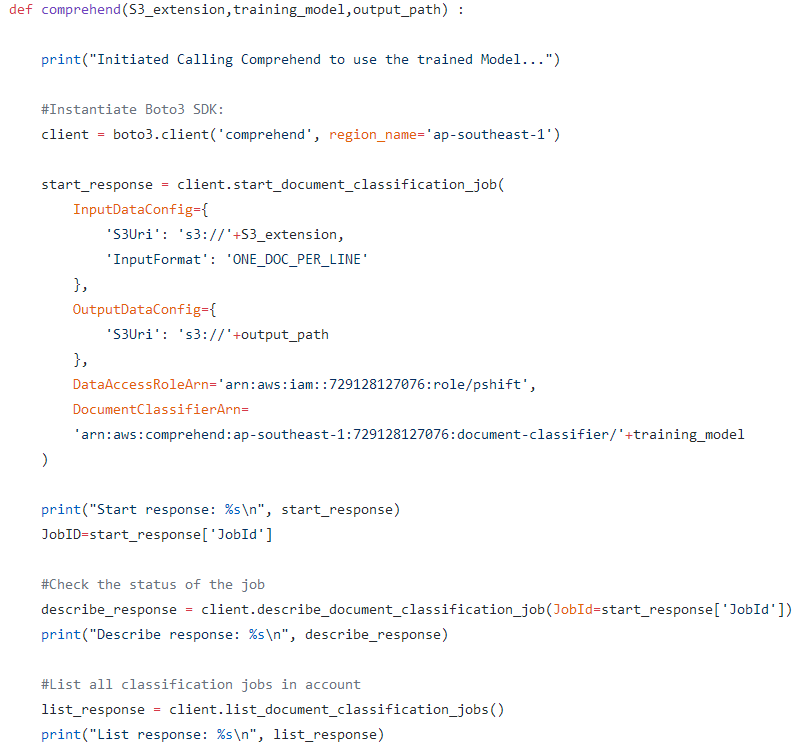 def comprehend(S3_extension,training_model,output_path) :
print("Initiated Calling Comprehend to use the trained Model...")
#Instantiate Boto3 SDK:
client = boto3.client('comprehend', region_name='ap-southeast-1')
start_response = client.start_document_classification_job(
InputDataConfig={
'S3Uri': 's3://'+S3_extension,
'InputFormat': 'ONE_DOC_PER_LINE'
},
OutputDataConfig={
'S3Uri': 's3://'+output_path
},
DataAccessRoleArn='arn:aws:iam::729128127076:role/pshift',
DocumentClassifierArn=
'arn:aws:comprehend:ap-southeast-1:729128127076:document-classifier/'+training_model
)
print("Start response: %s\n", start_response)
JobID=start_response['JobId']
#Check the status of the job
describe_response = client.describe_document_classification_job(JobId=start_response['JobId'])
print("Describe response: %s\n", describe_response)
#List all classification jobs in account
list_response = client.list_document_classification_jobs()
print("List response: %s\n", list_response)